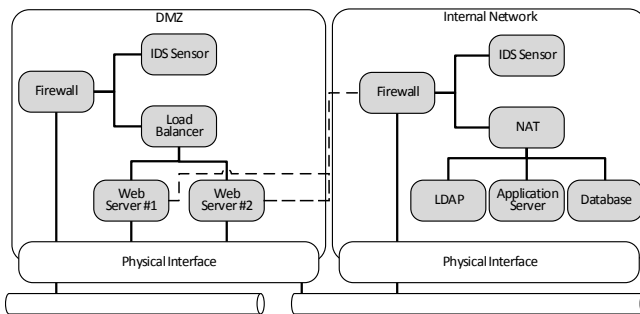 DMZ
Internal Network
IDS Sensor
IDS Sensor
Firewall
Firewall
Load
Balancer
NAT
Web
Server #1
Web
Server #2
LDAP
Application
Server
Database
Physical Interface
Physical Interface